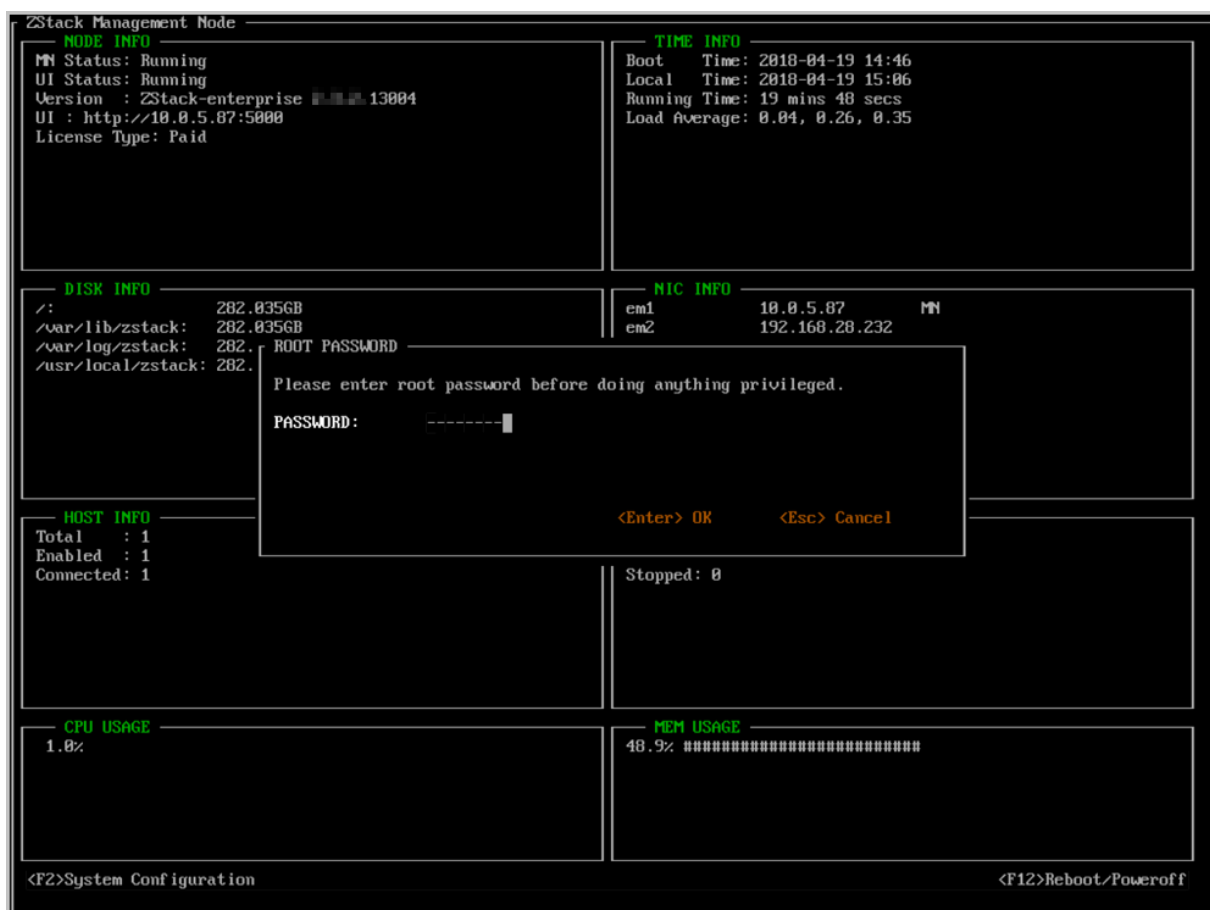 ZStack Management Node
NODE INFO
MN Status: Running
UI Status: Running
Version : ZStack-enterprise 13004
UI : http://10.0.5.87:5000
License Type: Paid
TIME INFO
Boot Time: 2018-04-19 14:46
Local Time: 2018-04-19 15:06
Running Time: 19 mins 48 secs
Load Average: 0.04, 0.26, 0.35
DISK INFO
/: 282.035GB
/var/lib/zstack: 282.035GB
/var/log/zstack: 282.
/usr/local/zstack: 282.
NIC INFO
em1 10.0.5.87 MN
em2 192.168.28.232
ROOT PASSWORD
Please enter root password before doing anything privileged.
PASSWORD: --------
<Enter> OK <Esc> Cancel
HOST INFO
Total : 1
Enabled : 1
Connected: 1
Stopped: 0
CPU USAGE
1.0%
MEM USAGE
48.9% #########################
<F2>System Configuration
<F12>Reboot/Poweroff